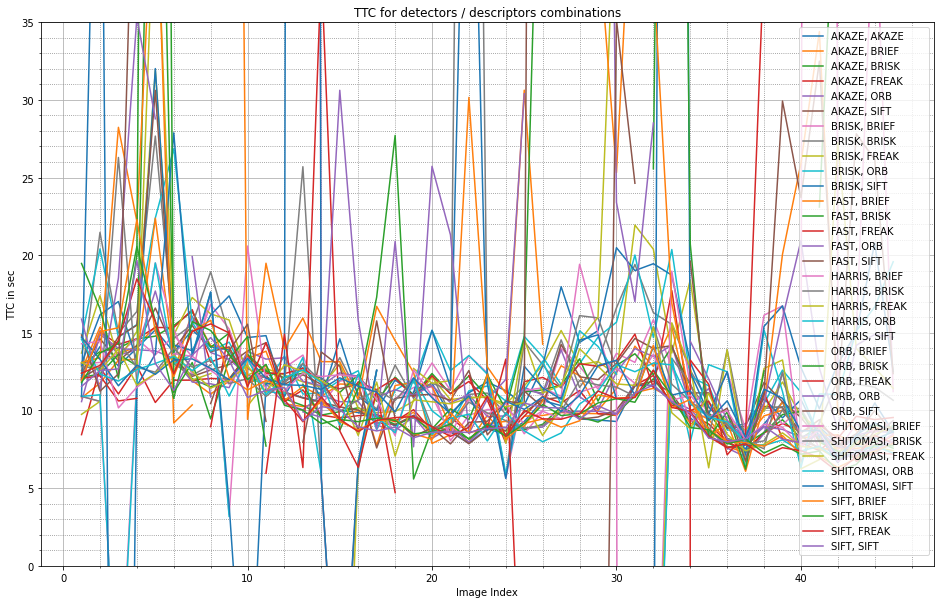 TTC for detectors / descriptors combinations
35
30
25
20
15
10
5
0
TTC in sec
0
10
20
30
40
Image Index
AKAZE, AKAZE
AKAZE, BRIEF
AKAZE, BRISK
AKAZE, FREAK
AKAZE, ORB
AKAZE, SIFT
BRISK, BRIEF
BRISK, BRISK
BRISK, FREAK
BRISK, ORB
BRISK, SIFT
FAST, BRIEF
FAST, BRISK
FAST, FREAK
FAST, ORB
FAST, SIFT
HARRIS, BRIEF
HARRIS, BRISK
HARRIS, FREAK
HARRIS, ORB
HARRIS, SIFT
ORB, BRIEF
ORB, BRISK
ORB, FREAK
ORB, ORB
ORB, SIFT
SHITOMASI, BRIEF
SHITOMASI, BRISK
SHITOMASI, FREAK
SHITOMASI, ORB
SHITOMASI, SIFT
SIFT, BRIEF
SIFT, BRISK
SIFT, FREAK
SIFT, SIFT